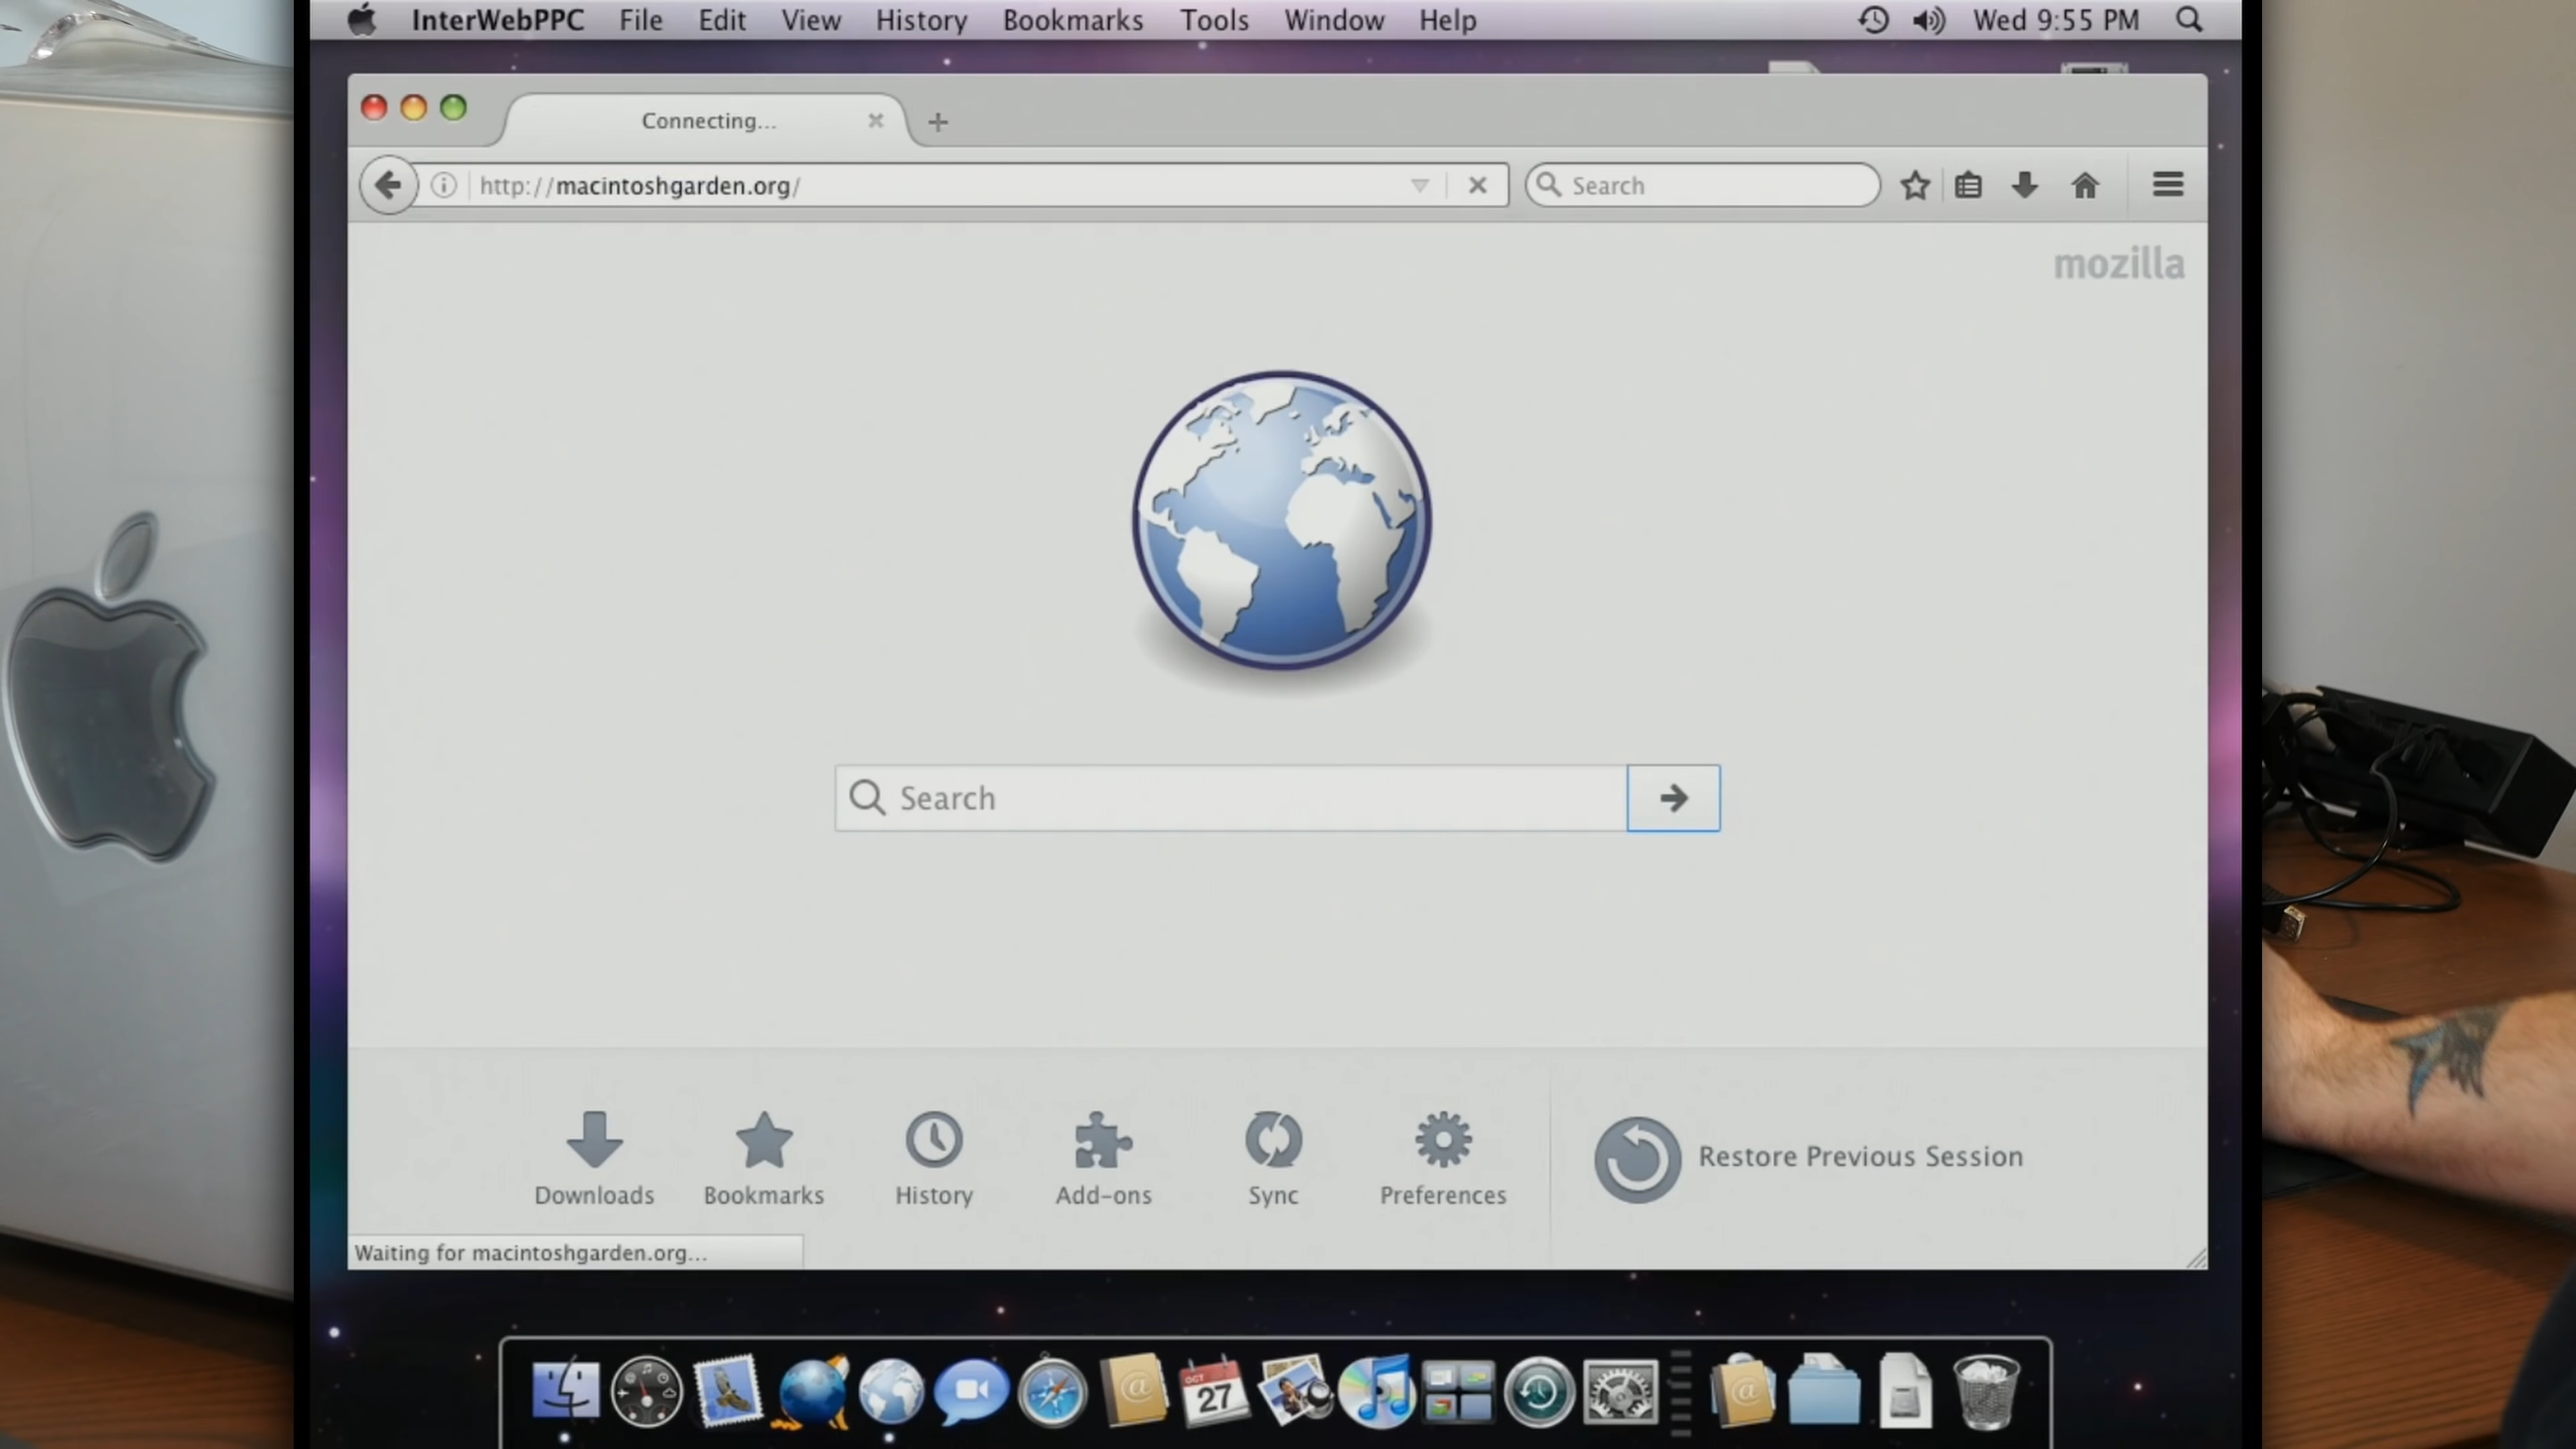 InterWebPPC File Edit View History Bookmarks Tools Window Help Wed 9:55 PM
Connecting...
http://macintoshgarden.org/ Search
mozilla
Search
Downloads Bookmarks History Add-ons Sync Preferences Restore Previous Session
Waiting for macintoshgarden.org...
@ OCT @
27